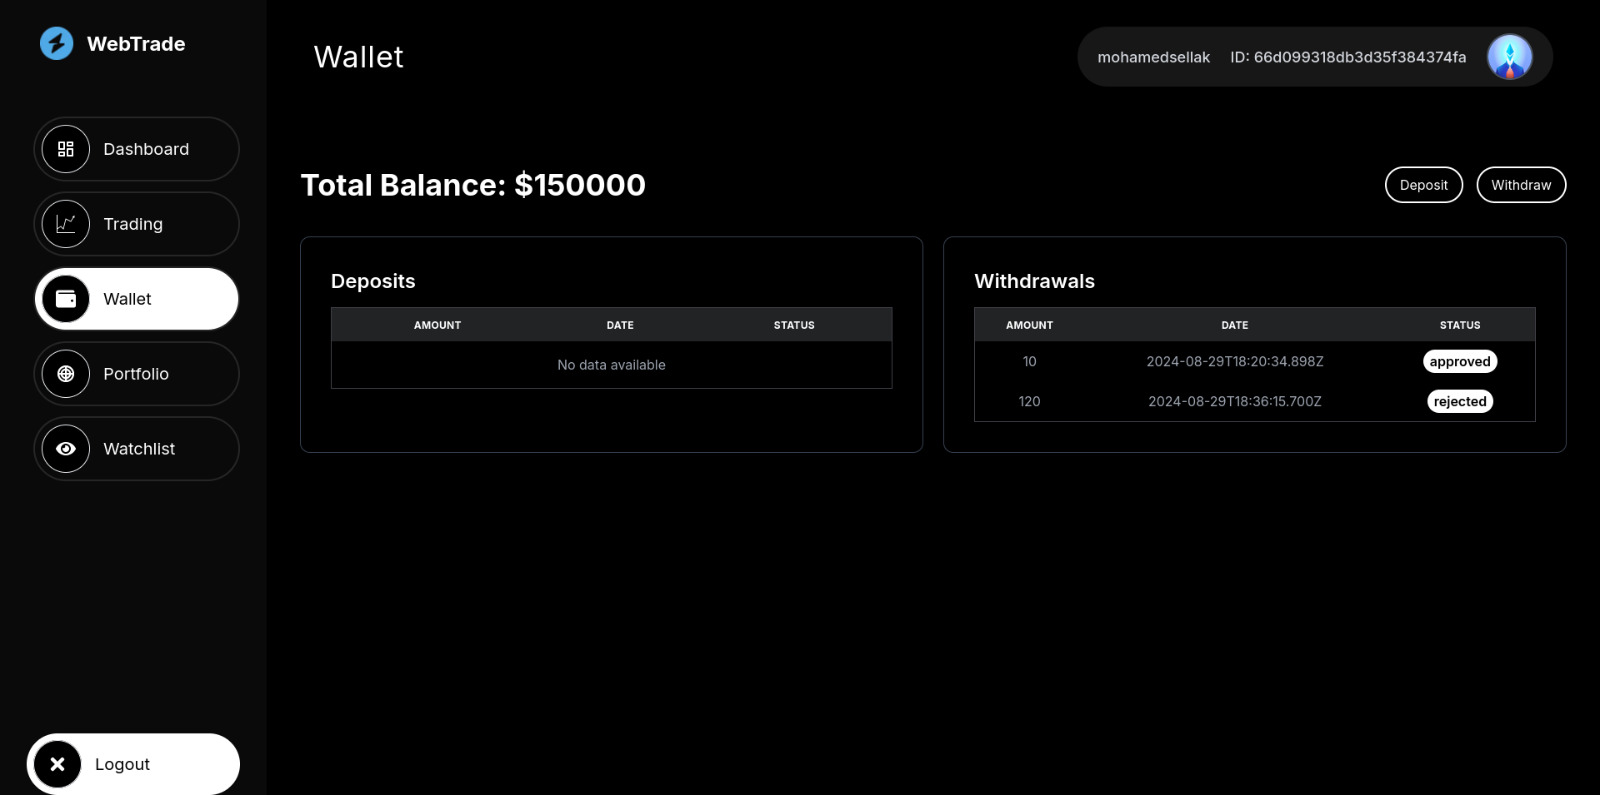 WebTrade
Dashboard
Trading
Wallet
Portfolio
Watchlist
Logout
Wallet
mohamedsellak ID: 66d099318db3d35f384374fa
Total Balance: $150000
Deposit Withdraw
Deposits
AMOUNT DATE STATUS
No data available
Withdrawals
AMOUNT DATE STATUS
10 2024-08-29T18:20:34.898Z approved
120 2024-08-29T18:36:15.700Z rejected